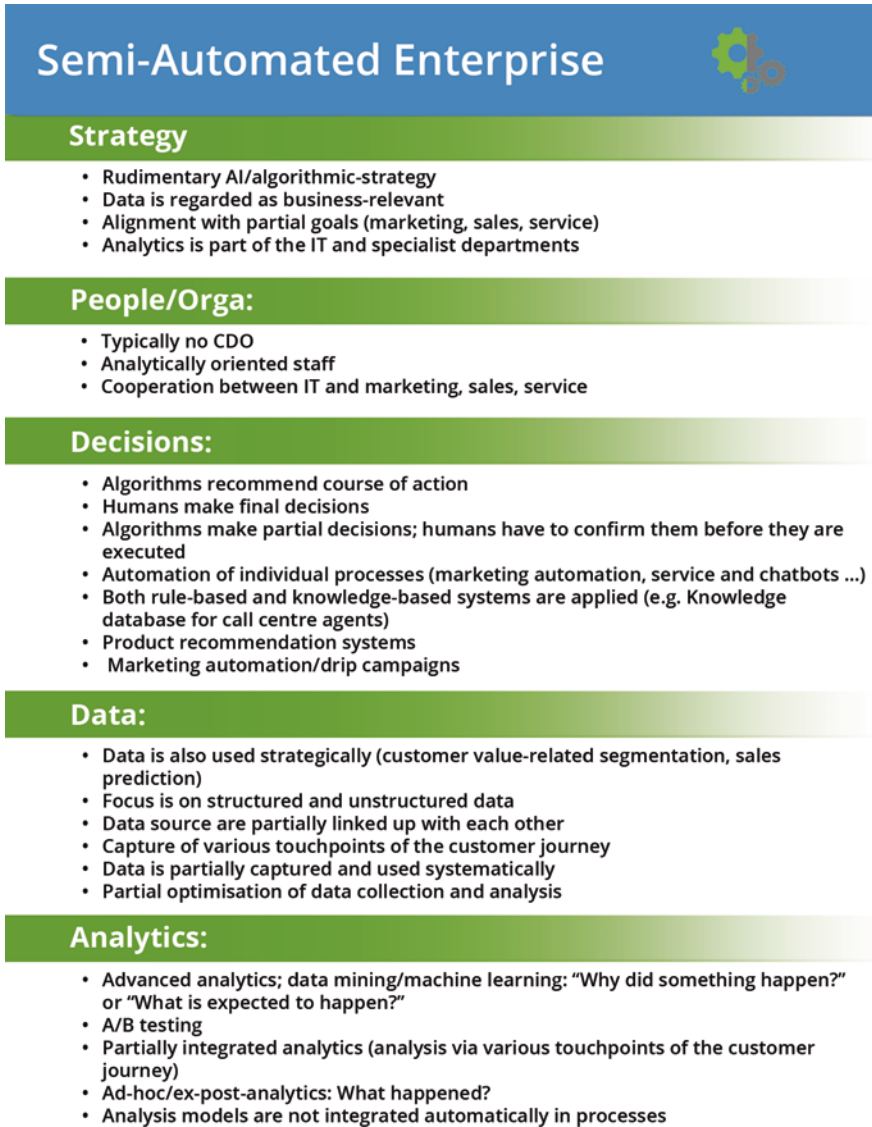 Semi-Automated Enterprise
Strategy
• Rudimentary AI/algorithmic-strategy
• Data is regarded as business-relevant
• Alignment with partial goals (marketing, sales, service)
• Analytics is part of the IT and specialist departments
People/Orga:
• Typically no CDO
• Analytically oriented staff
• Cooperation between IT and marketing, sales, service
Decisions:
• Algorithms recommend course of action
• Humans make final decisions
• Algorithms make partial decisions; humans have to confirm them before they are
executed
• Automation of individual processes (marketing automation, service and chatbots ...)
• Both rule-based and knowledge-based systems are applied (e.g. Knowledge
database for call centre agents)
• Product recommendation systems
• Marketing automation/drip campaigns
Data:
• Data is also used strategically (customer value-related segmentation, sales
prediction)
• Focus is on structured and unstructured data
• Data source are partially linked up with each other
• Capture of various touchpoints of the customer journey
• Data is partially captured and used systematically
• Partial optimisation of data collection and analysis
Analytics:
• Advanced analytics; data mining/machine learning: “Why did something happen?”
or “What is expected to happen?”
• A/B testing
• Partially integrated analytics (analysis via various touchpoints of the customer
journey)
• Ad-hoc/ex-post-analytics: What happened?
• Analysis models are not integrated automatically in processes